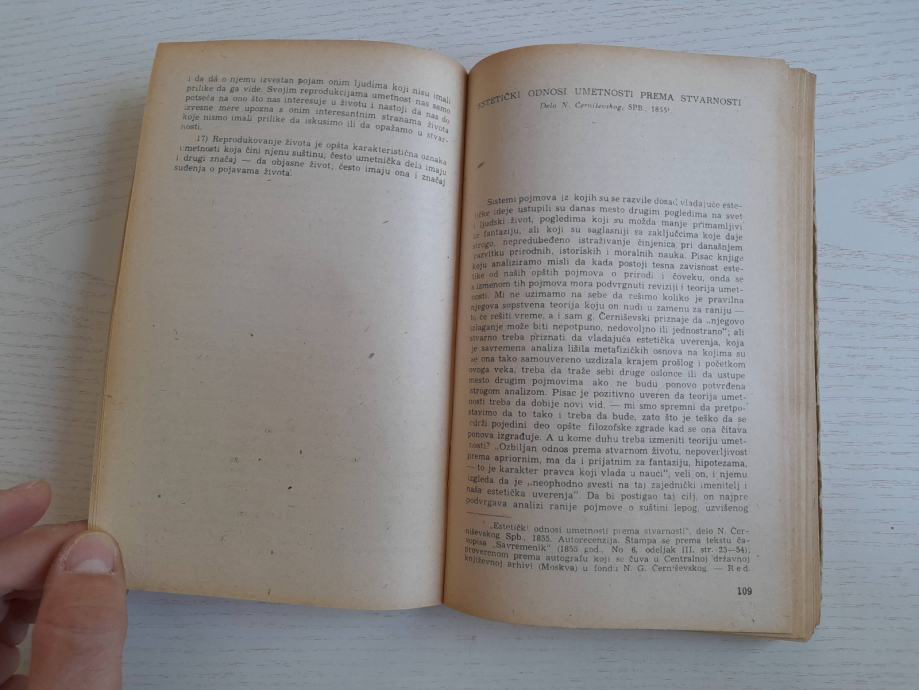 i da dá o njemu izvestan pojam onim ljudima koji nisu imali
prilike da ga vide. Svojim reprodukcijama umetnost nas samo
potseća na ono što nas interesuje u životu i nastoji da nas do
izvesne mere upozna s onim interesantnim stranama života
koje nismo imali prilike da iskusimo ili da opažamo u stvar-
nosti.
17) Reprodukovanje života je opšta karakteristična oznaka
umetnosti koja čini njenu suštinu, često umetnička dela imaju
i drugi značaj — da objasne život, često imaju ona i značaj
suđenja o pojavama života.
ESTETIČKI ODNOSI UMETNOSTI PREMA STVARNOSTI
Delo N. Černiševskog, SPB., 1855¹
Sistemi pojmova iz kojih su se razvile dosad vladajuće este-
tičke ideje ustupili su danas mesto drugim pogledima na svet
i ljudski život, pogledima koji su možda manje primamljivi
za fantaziju, ali koji su saglasniji sa zaključcima koje daje
strogo, nepredubeđeno istraživanje činjenica pri današnjem
razvitku prirodnih, istoriskih i moralnih nauka. Pisac knjige
koju analiziramo misli da kada postoji tesna zavisnost este-
tike od naših opštih pojmova o prirodi i čoveku, onda se
s izmenom tih pojmova mora podvrgnuti reviziji i teorija umet-
nosti. Mi ne uzimamo na sebe da rešimo koliko je pravilna
njegova sopstvena teorija koju on nudi u zamenu za raniju —
to će rešiti vreme, a i sam g. Černiševski priznaje da „njegovo
izlaganje može biti nepotpuno, nedovoljno ili jednostrano"; ali
stvarno treba priznati da vladajuća estetička uverenja, koja
je savremena analiza lišila metafizičkih osnova na kojima su
se ona tako samouvereno uzdizala krajem prošlog i početkom
ovoga veka, treba da traže sebi druge oslonce ili da ustupe
mesto drugim pojmovima ako ne budu ponovo potvrđena
strogom analizom. Pisac je pozitivno uveren da teorija umet-
nosti treba da dobije novi vid, — mi smo spremni da pretpo-
stavimo da to tako i treba da bude, zato što je teško da se
održi pojedini deo opšte filozofske zgrade kad se ona čitava
ponova izgrađuje. A u kome duhu treba izmeniti teoriju umet-
nosti? „Ozbiljan odnos prema stvarnom životu, nepoverljivost
prema apriornim, ma da i prijatnim za fantaziju, hipotezama,
— to je karakter pravca koji vlada u nauci", veli on, i njemu
izgleda da je „neophodno svesti na taj zajednički imenitelj i
naša estetička uverenja". Da bi postigao taj cilj, on najpre
podvrgava analizi ranije pojmove o suštini lepog, uzvišenog
¹ „Estetički odnosi umetnosti prema stvarnosti", delo N. Čer-
niševskog Spb., 1855. Autorecenzija. Štampa se prema tekstu ča-
sopisa „Savremenik" (1855 god., No 6, odeljak III, str. 23—54),
proverenom prema autografu koji se čuva u Centralnoj državnoj
književnoj arhivi (Moskva) u fondu N. G. Černiševskog. — Red.
109